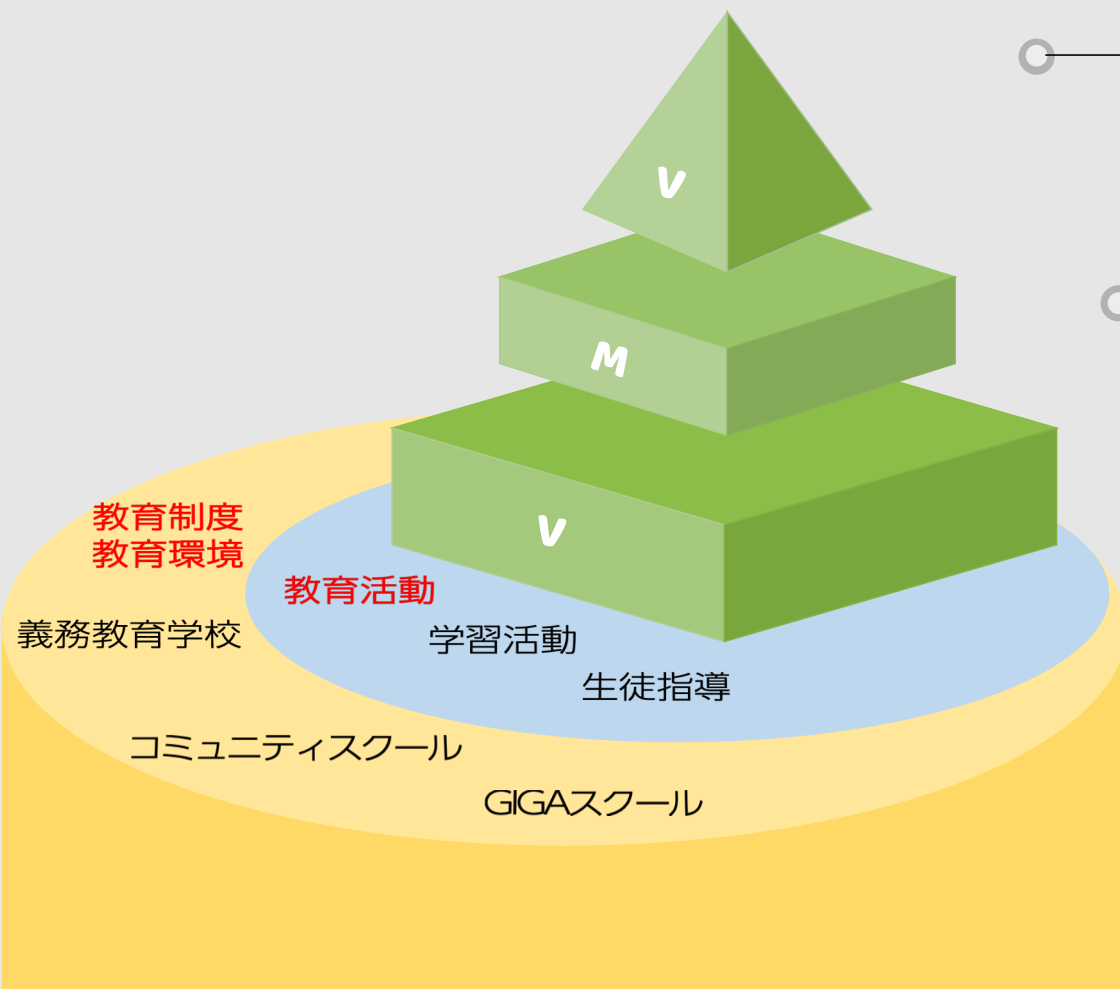 V
M
V
教育制度
教育環境
教育活動
義務教育学校
学習活動
生徒指導
コミュニティスクール
GIGAスクール